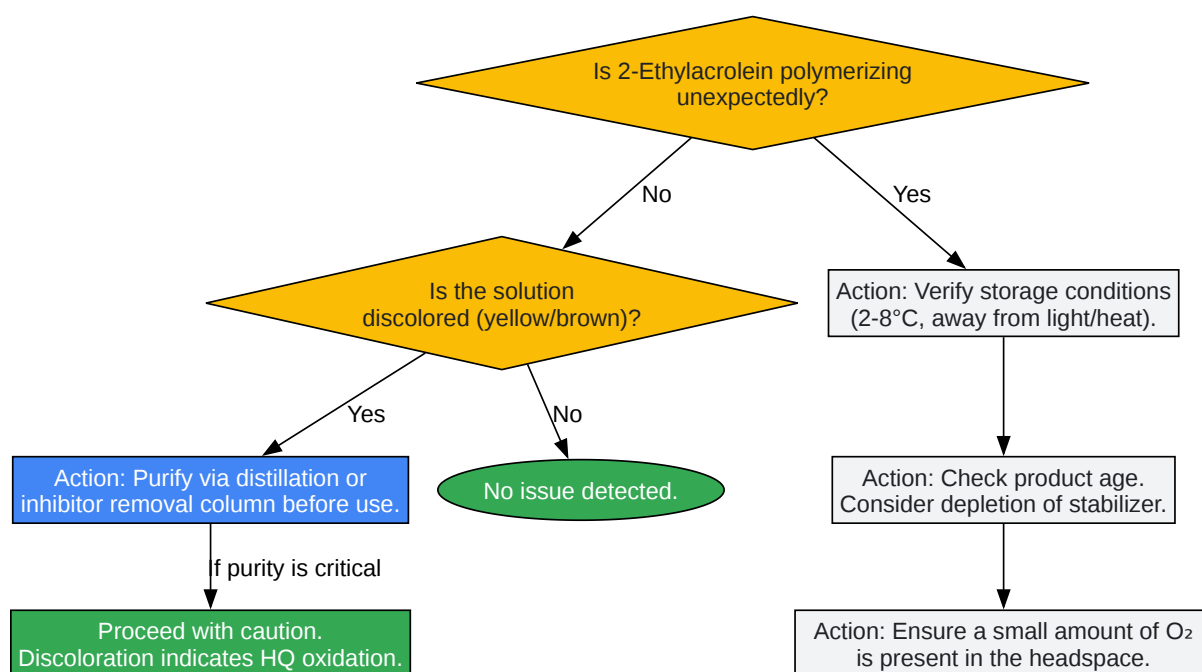 Is 2-Ethylacrolein polymerizing
unexpectedly?
No
Yes
Is the solution
discolored (yellow/brown)?
Action: Verify storage conditions
(2-8°C, away from light/heat).
Yes
No
Action: Purify via distillation or
inhibitor removal column before use.
No issue detected.
Action: Check product age.
Consider depletion of stabilizer.
If purity is critical
Proceed with caution.
Discoloration indicates HQ oxidation.
Action: Ensure a small amount of O₂
is present in the headspace.